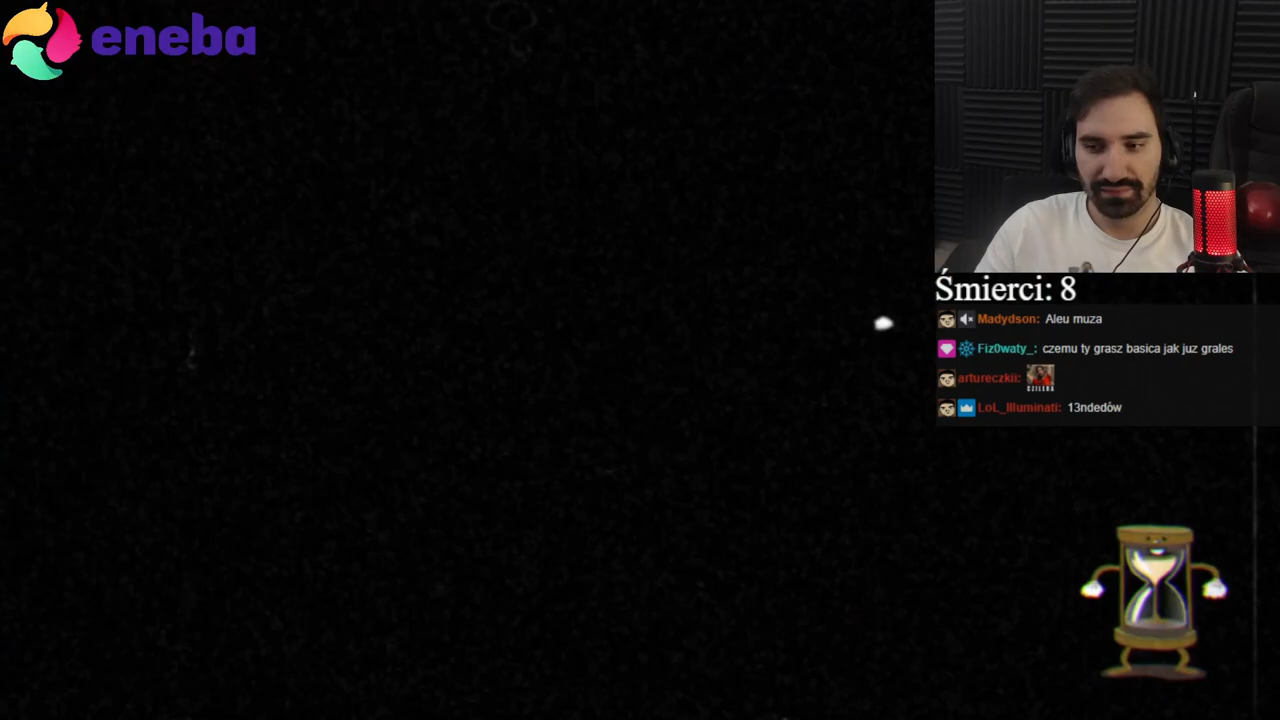 eneba
Śmierci: 8
Madydson: Aleu muza
Fiz0waty_: czemu ty grasz basica jak juz grales
artureczkii:
LoL_Illuminati: 13ndedów